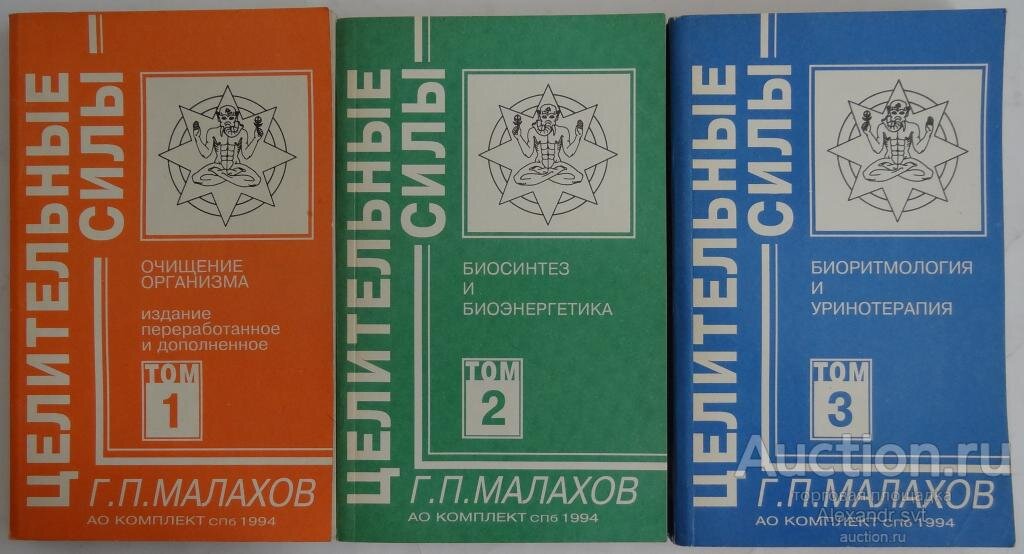 ЦЕЛИТЕЛЬНЫЕ
СИЛЫ
ОЧИЩЕНИЕ
ОРГАНИЗМА
издание
переработанное
и дополненное
ТОМ
1
Г.П.МАЛАХОВ
АО КОМПЛЕКТ спб 1994
ЦЕЛИТЕЛЬНЫЕ
СИЛЫ
БИОСИНТЕЗ
И
БИОЭНЕРГЕТИКА
ТОМ
2
Г.П.МАЛАХОВ
АО КОМПЛЕКТ спб 1994
ЦЕЛИТЕЛЬНЫЕ
СИЛЫ
БИОРИТМОЛОГИЯ
И
УРИНОТЕРАПИЯ
ТОМ
3
Г.П.МАЛАХОВ
АО КОМПЛЕКТ спб 1994
Auction.ru
торговая площадка
Alexandr svt
auction.ru